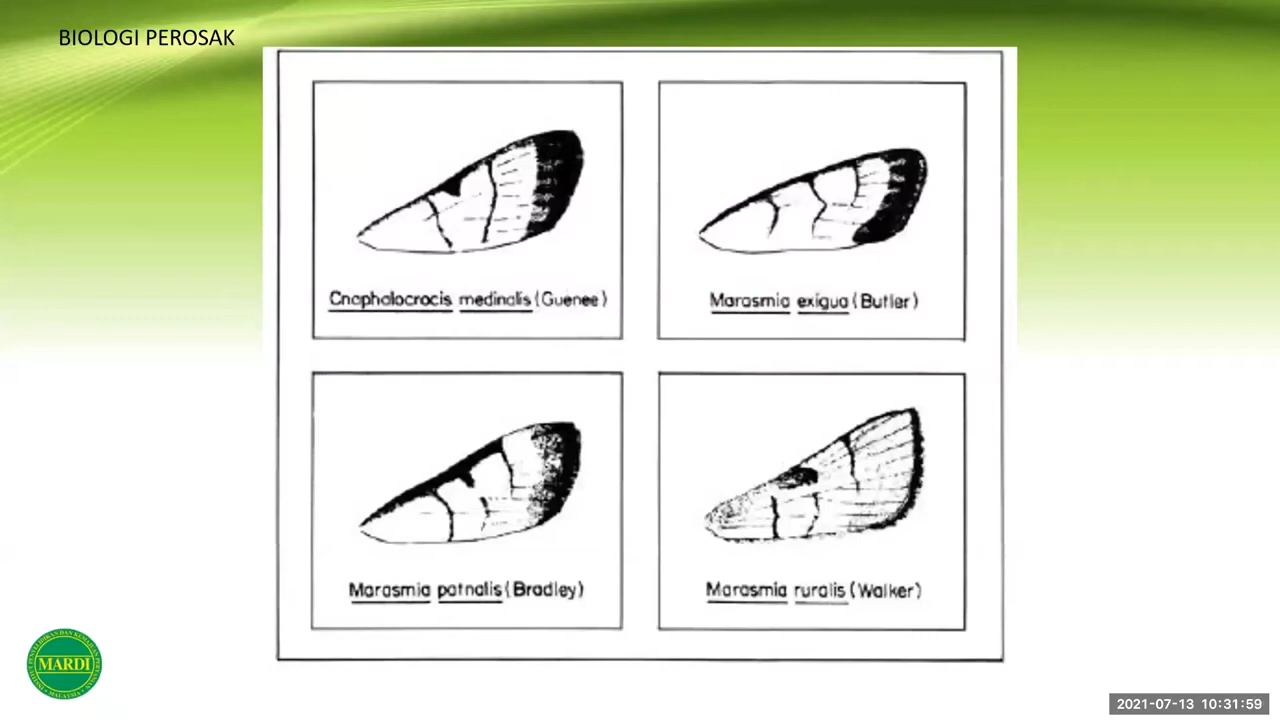 BIOLOGI PEROSAK
Cnaphalocrocis medinalis (Guenee)
Marasmia exigua (Butler)
Marasmia patnalis (Bradley)
Marasmia ruralis (Walker)
MARDI
MALAYSIA
2021-07-13 10:31:59